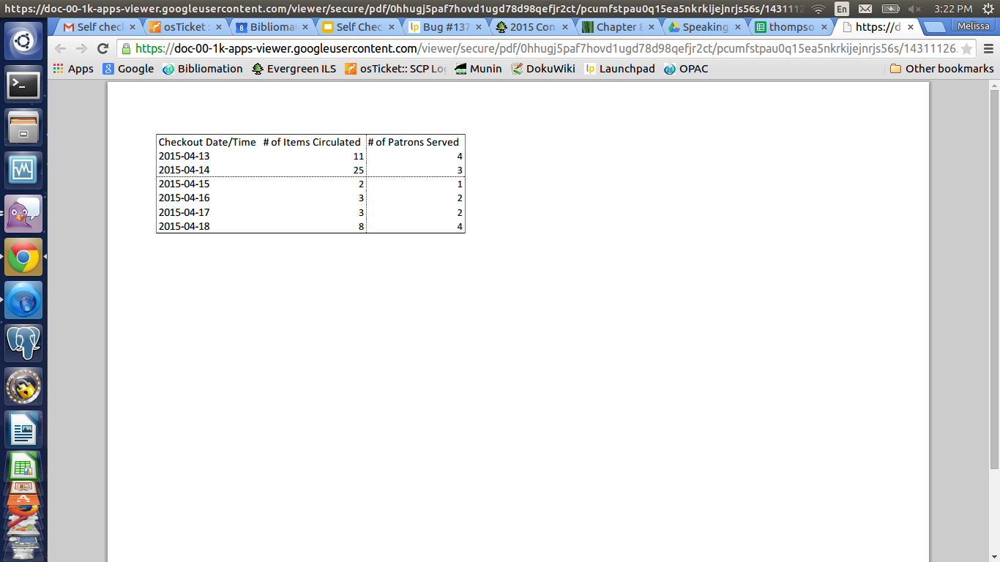 https://doc-00-1k-apps-viewer.googleusercontent.com/viewer/secure/pdf/0hhugj5paf7hovd1ugd78d98qefjr2ct/pcumfstpau0q15ea5nkrkijejnrjs56s/1431112 En 3:22 PM
Self chec osTicket : Bibliomat Self Chec Bug #137 2015 Con Chapter 8 Speaking thompso https://d Melissa
https://doc-00-1k-apps-viewer.googleusercontent.com/viewer/secure/pdf/0hhugj5paf7hovd1ugd78d98qefjr2ct/pcumfstpau0q15ea5nkrkijejnrjs56s/14311126
Apps Google Bibliomation Evergreen ILS osTicket:: SCP Log Munin DokuWiki lp Launchpad OPAC Other bookmarks
Checkout Date/Time # of Items Circulated # of Patrons Served
2015-04-13 11 4
2015-04-14 25 3
2015-04-15 2 1
2015-04-16 3 2
2015-04-17 3 2
2015-04-18 8 4